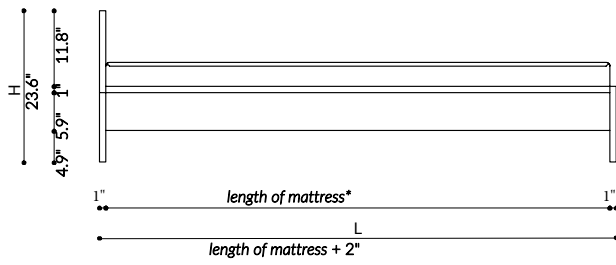 H
23.6"
11.8"
1"
5.9"
4.9"
1"
length of mattress*
1"
L
length of mattress + 2"